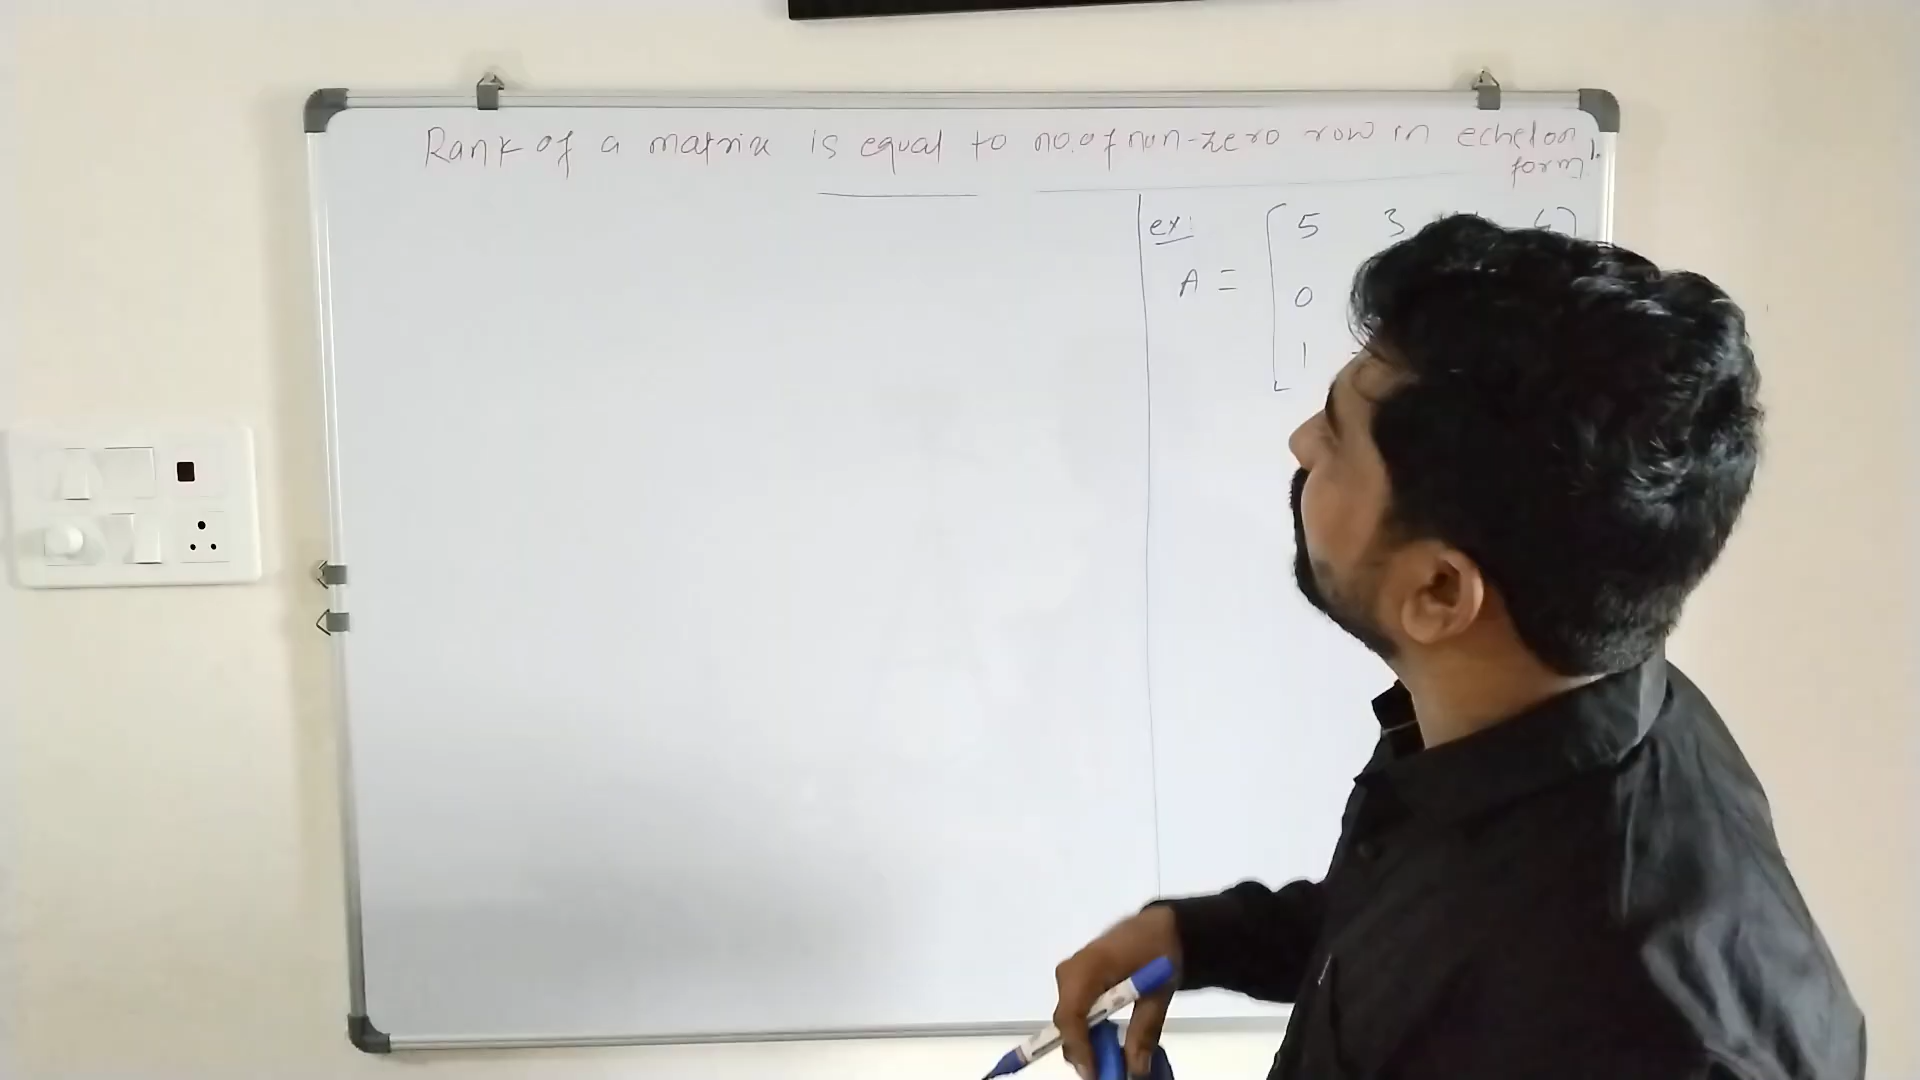 Rank of a matrix is equal to no. of non-zero row in echelon
form.
ex:
5 3 4
A =
0
1